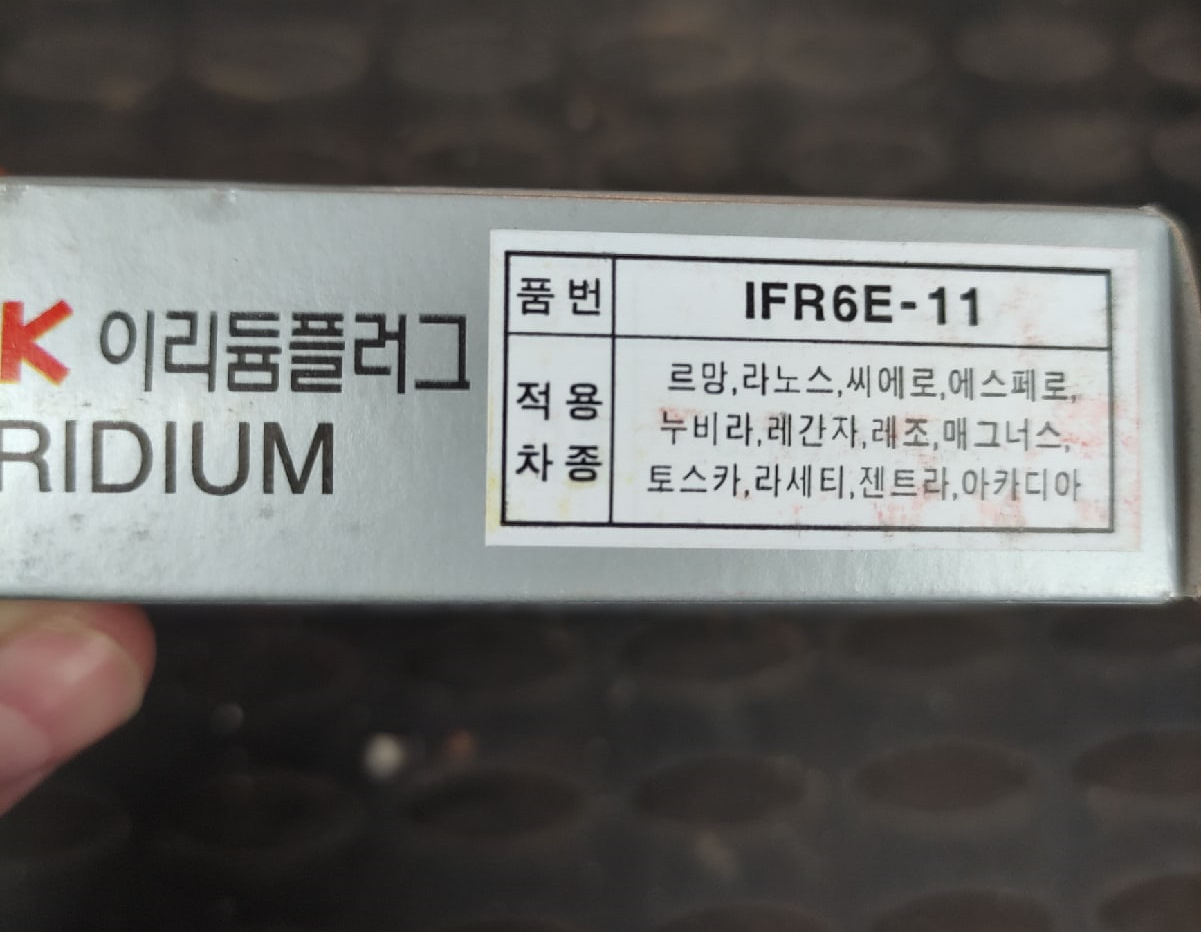 K 이리듐플러그
RIDIUM
품 번
IFR6E-11
적 용
차 종
르망,라노스,씨에로,에스페로,
누비라,레간자,레조,매그너스,
토스카,라세티,젠트라,아카디아